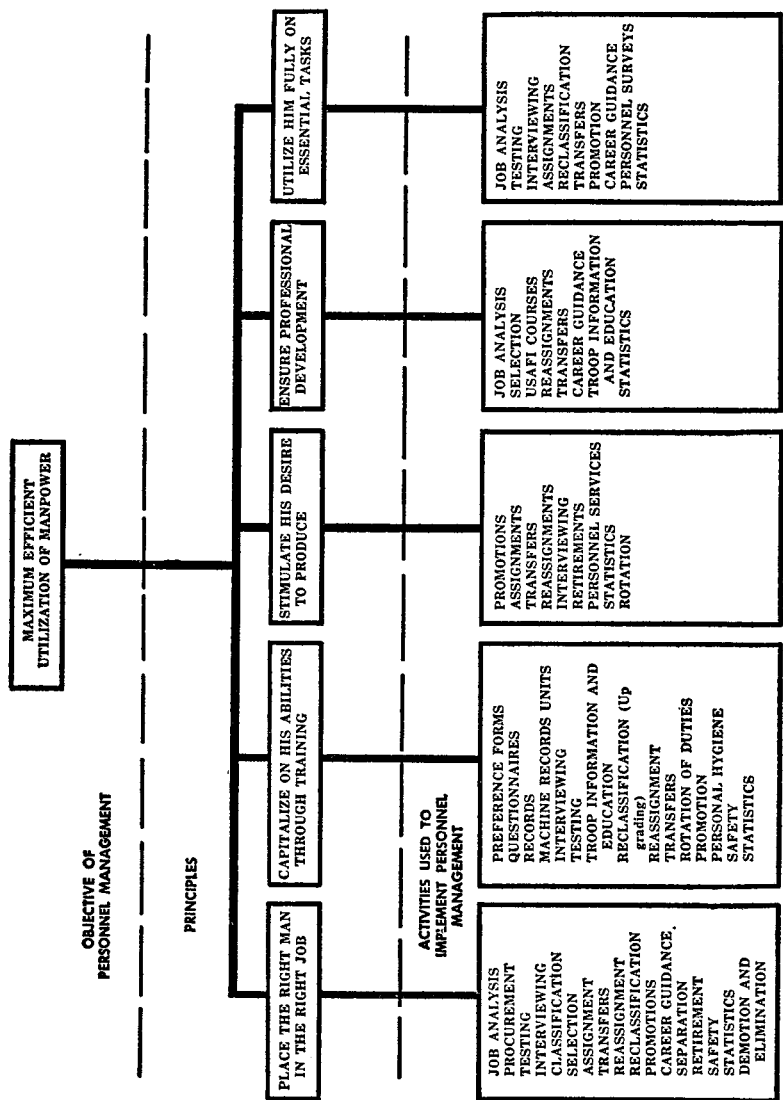 MAXIMUM EFFICIENT
UTILIZATION OF MANPOWER
OBJECTIVE OF
PERSONNEL MANAGEMENT
PRINCIPLES
PLACE THE RIGHT MAN
IN THE RIGHT JOB
CAPITALIZE ON HIS ABILITIES
THROUGH TRAINING
STIMULATE HIS DESIRE
TO PRODUCE
ENSURE PROFESSIONAL
DEVELOPMENT
UTILIZE HIM FULLY ON
ESSENTIAL TASKS
ACTIVITIES USED TO
IMPLEMENT PERSONNEL
MANAGEMENT
JOB ANALYSIS
PROCUREMENT
TESTING
INTERVIEWING
CLASSIFICATION
SELECTION
ASSIGNMENT
TRANSFERS
REASSIGNMENT
RECLASSIFICATION
PROMOTIONS
CAREER GUIDANCE.
SEPARATION
RETIREMENT
SAFETY
STATISTICS
DEMOTION AND
ELIMINATION
PREFERENCE FORMS
QUESTIONNAIRES
RECORDS
MACHINE RECORDS UNITS
INTERVIEWING
TESTING
TROOP INFORMATION AND
EDUCATION
RECLASSIFICATION (Up
grading)
REASSIGNMENT
TRANSFERS
ROTATION OF DUTIES
PROMOTION
PERSONAL HYGIENE
SAFETY
STATISTICS
PROMOTIONS
ASSIGNMENTS
TRANSFERS
REASSIGNMENTS
INTERVIEWING
RETIREMENTS
PERSONNEL SERVICES
STATISTICS
ROTATION
JOB ANALYSIS
SELECTION
USAFI COURSES
REASSIGNMENTS
TRANSFERS
CAREER GUIDANCE
TROOP INFORMATION
AND EDUCATION
STATISTICS
JOB ANALYSIS
TESTING
INTERVIEWING
ASSIGNMENTS
RECLASSIFICATION
TRANSFERS
PROMOTION
CAREER GUIDANCE
PERSONNEL SURVEYS
STATISTICS